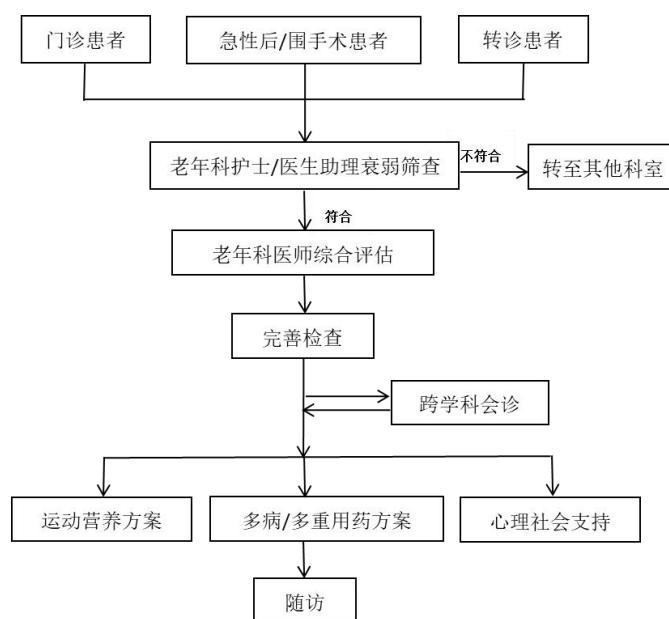 门诊患者
急性后/围手术患者
转诊患者
老年科护士/医生助理衰弱筛查
不符合
转至其他科室
符合
老年科医师综合评估
完善检查
跨学科会诊
运动营养方案
多病/多重用药方案
心理社会支持
随访